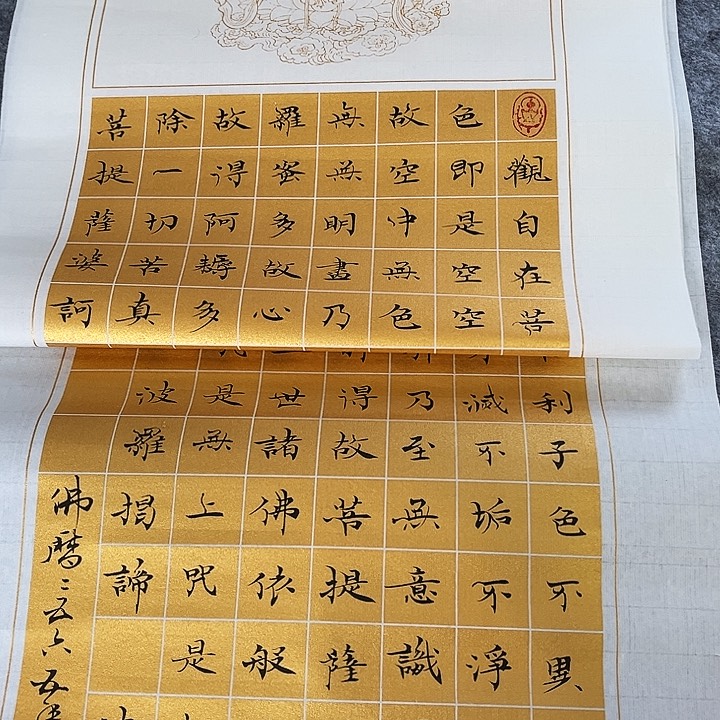 觀自在菩
色即是空空
故空中無色
無無明盡乃
羅蜜多故心
故得阿耨多
除一切苦真
菩提薩婆訶
利子色不異
滅不垢不淨
乃至無意識
得故菩提薩
世諸佛依般
是無上咒是
波羅揭諦
佛曆二五六五年